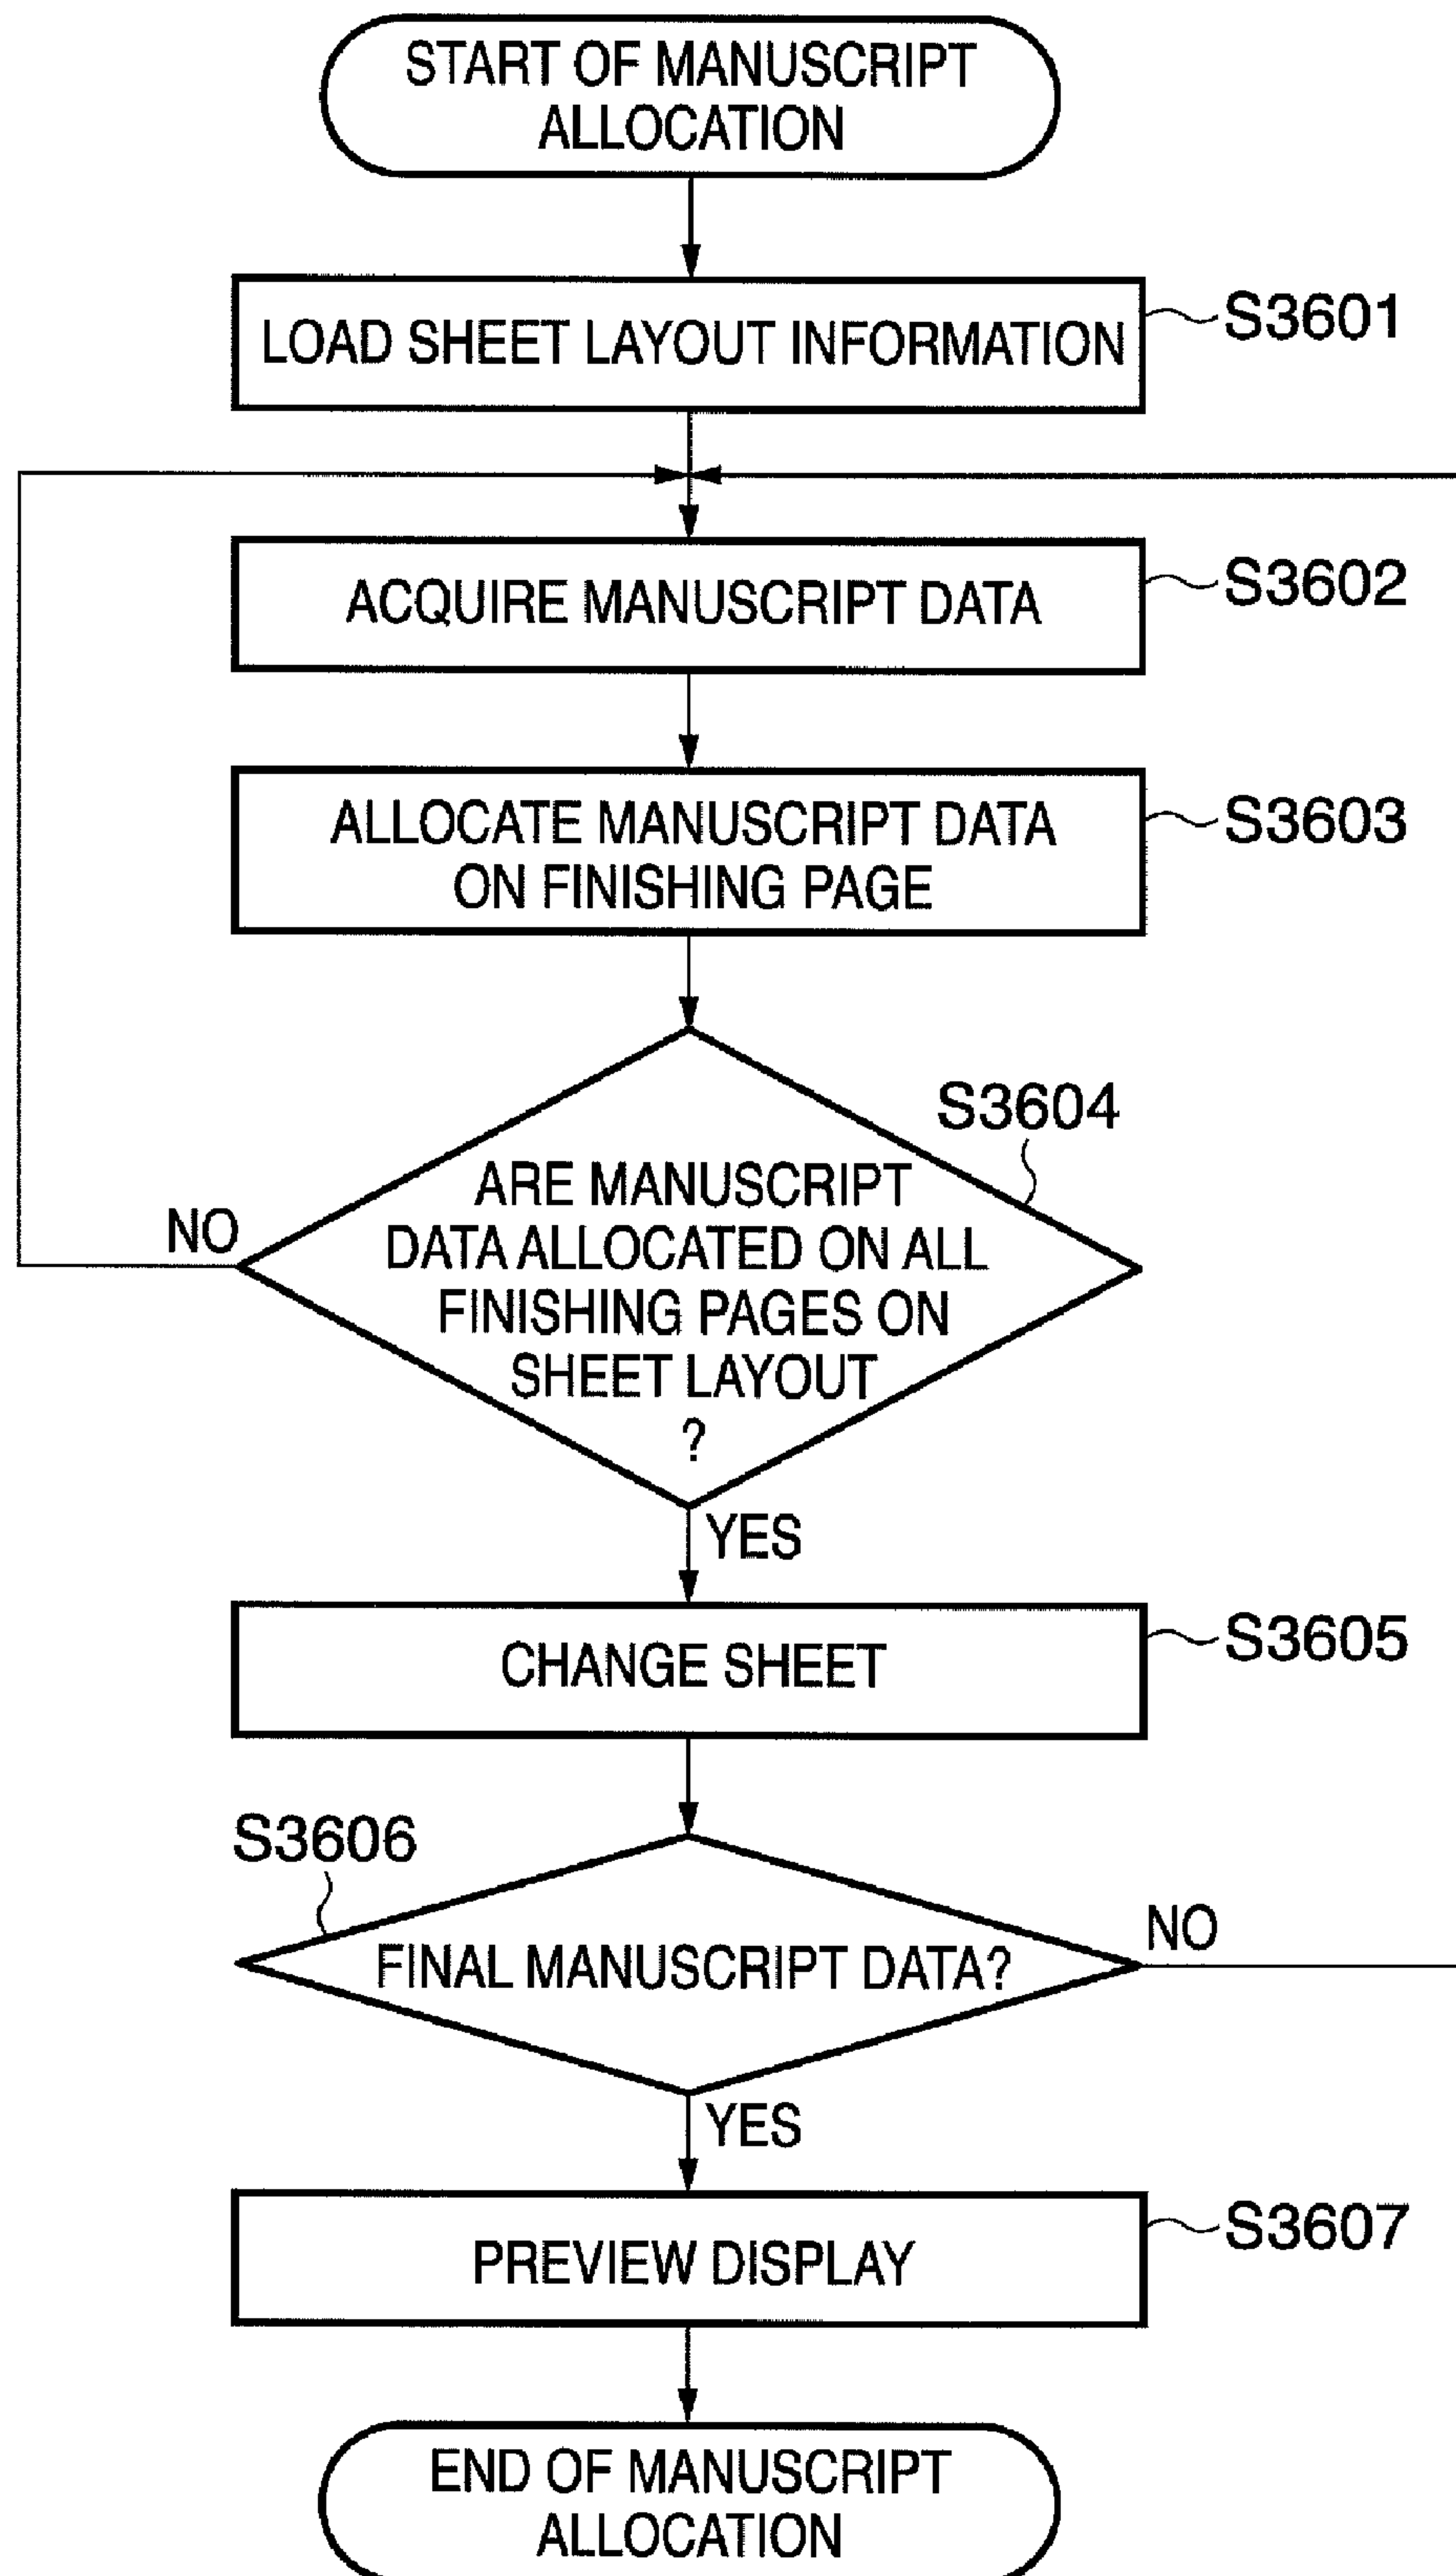 START OF MANUSCRIPT
ALLOCATION
LOAD SHEET LAYOUT INFORMATION
S3601
ACQUIRE MANUSCRIPT DATA
S3602
ALLOCATE MANUSCRIPT DATA
ON FINISHING PAGE
S3603
S3604
ARE MANUSCRIPT
DATA ALLOCATED ON ALL
FINISHING PAGES ON
SHEET LAYOUT
?
NO
YES
CHANGE SHEET
S3605
S3606
FINAL MANUSCRIPT DATA?
NO
YES
PREVIEW DISPLAY
S3607
END OF MANUSCRIPT
ALLOCATION